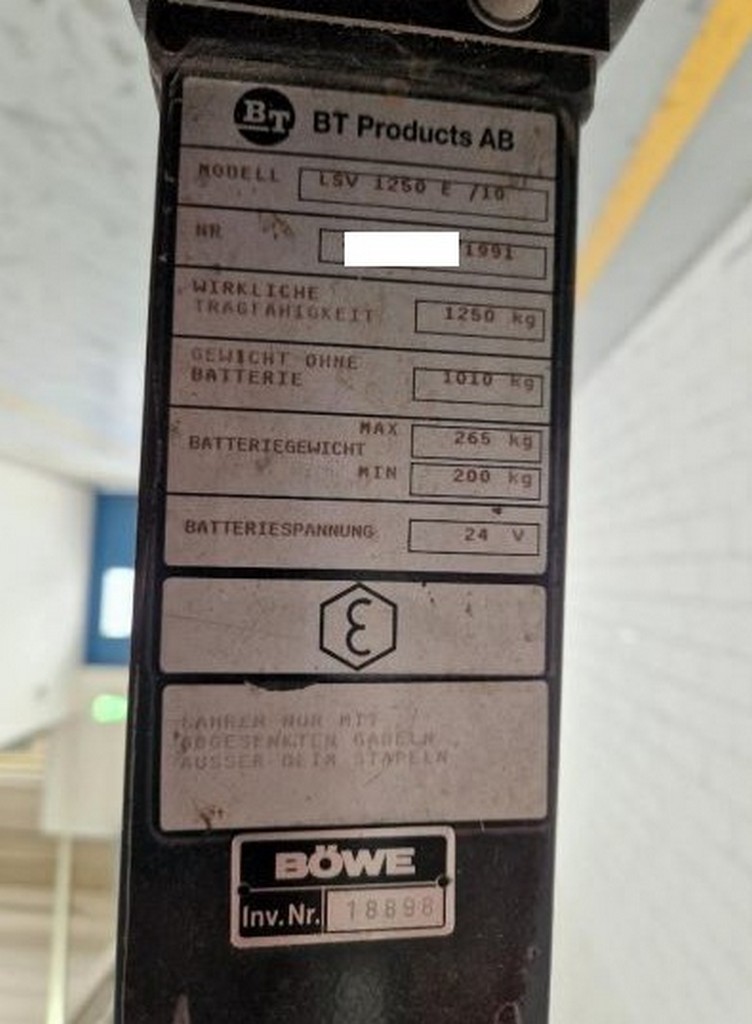 BT BT Products AB
MODELL LSV 1250 E /10
NR 1991
WIRKLICHE
TRAGFÄHIGKEIT 1250 kg
GEWICHT OHNE
BATTERIE 1010 kg
MAX 265 kg
BATTERIEGEWICHT
MIN 200 kg
BATTERIESPANNUNG 24 V
FAHREN NUR MIT
ABGESENKTEN GABELN
AUSSER BEIM STAPELN
BÖWE
Inv.Nr. 18898